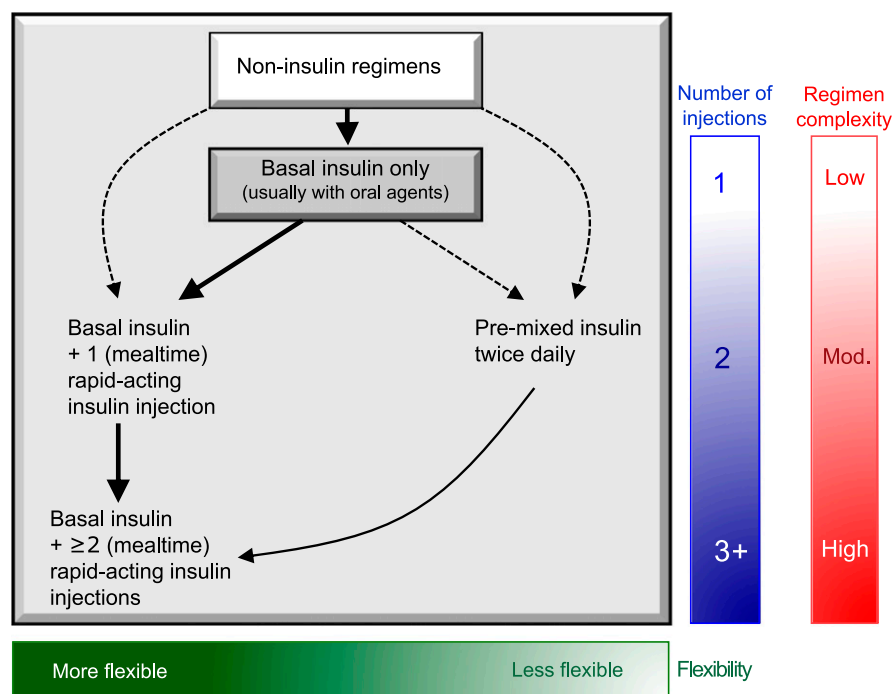 Non-insulin regimens
Number of
injections
Regimen
complexity
Basal insulin only
(usually with oral agents)
1
Low
Basal insulin
+ 1 (mealtime)
rapid-acting
insulin injection
Pre-mixed insulin
twice daily
2
Mod.
Basal insulin
+ ≥2 (mealtime)
rapid-acting insulin
injections
3+
High
More flexible
Less flexible
Flexibility